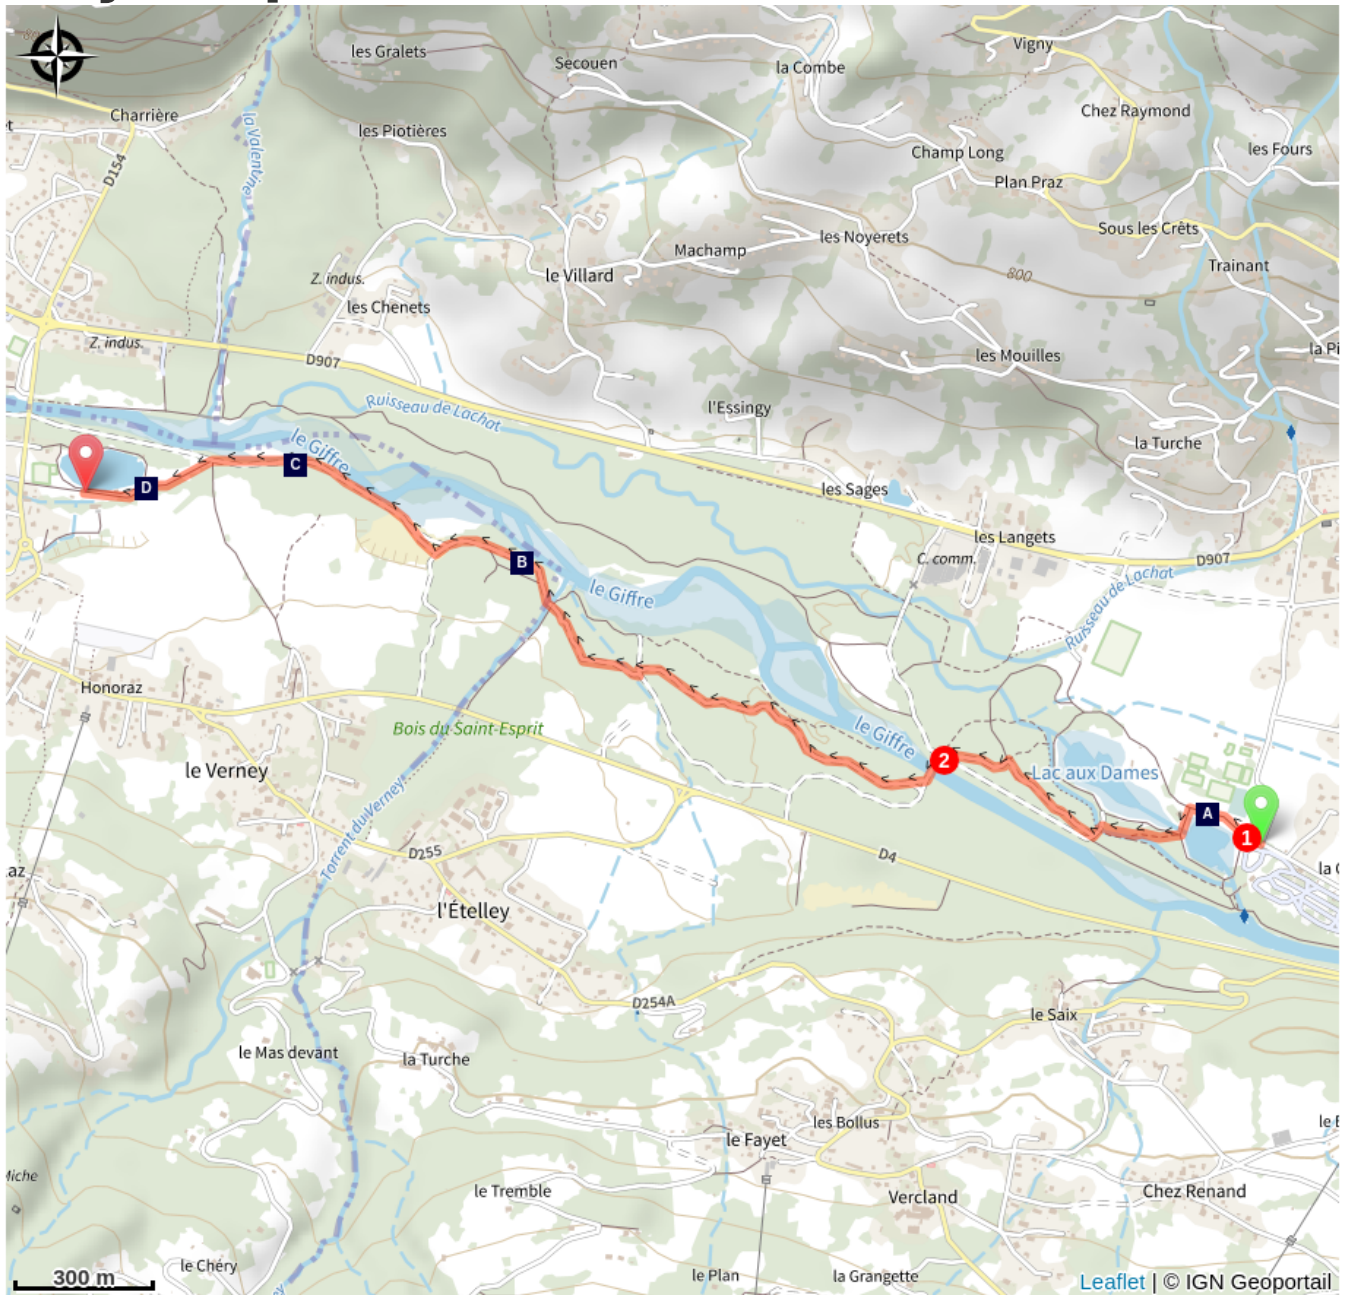 les Gralets
Secouen
la Combe
Vigny
Charrière
les Piotières
Chez Raymond
les Fours
D154
la Valentine
Champ Long
Plan Praz
Sous les Crêts
Z. indus.
le Villard
Machamp
les Noyerets
Trainant
800
les Chenets
Z. indus.
D907
les Mouilles
la Pi
Ruisseau de Lachat
l'Essingy
la Turche
le Giffre
C
D
les Sages
les Langets
C. comm.
D907
B
le Giffre
Ruisseau de Lachat
Honoraz
Bois du Saint-Esprit
le Giffre
2
le Verney
Lac aux Dames
A
1
Torrent du Verney
D255
D4
l'Ételley
D254A
le Saix
le Mas devant
la Turche
les Bollus
le Fayet
le Tremble
Vercland
Chez Renand
le Chéry
le Plan
la Grangette
300 m
Leaflet | © IGN Geoportail